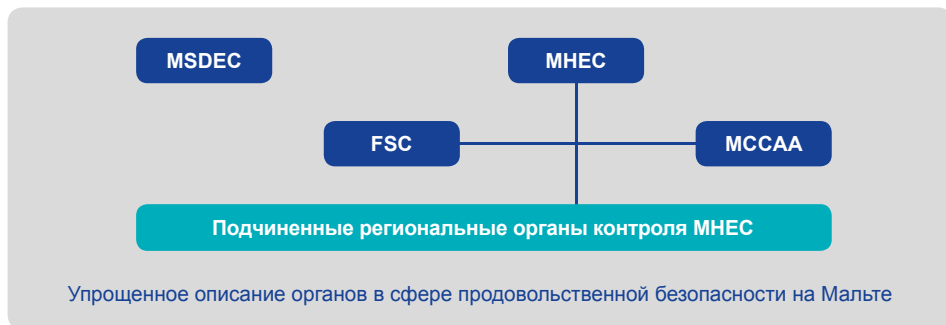 MSDEC
MHEC
FSC
MCCAA
Подчиненные региональные органы контроля MHEC
Упрощенное описание органов в сфере продовольственной безопасности на Мальте